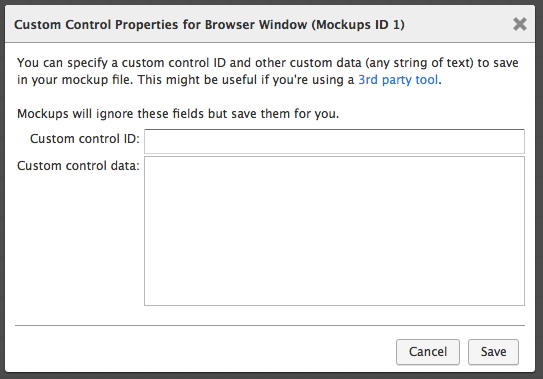 Custom Control Properties for Browser Window (Mockups ID 1)
You can specify a custom control ID and other custom data (any string of text) to save
in your mockup file. This might be useful if you're using a 3rd party tool.
Mockups will ignore these fields but save them for you.
Custom control ID:
Custom control data:
Cancel Save